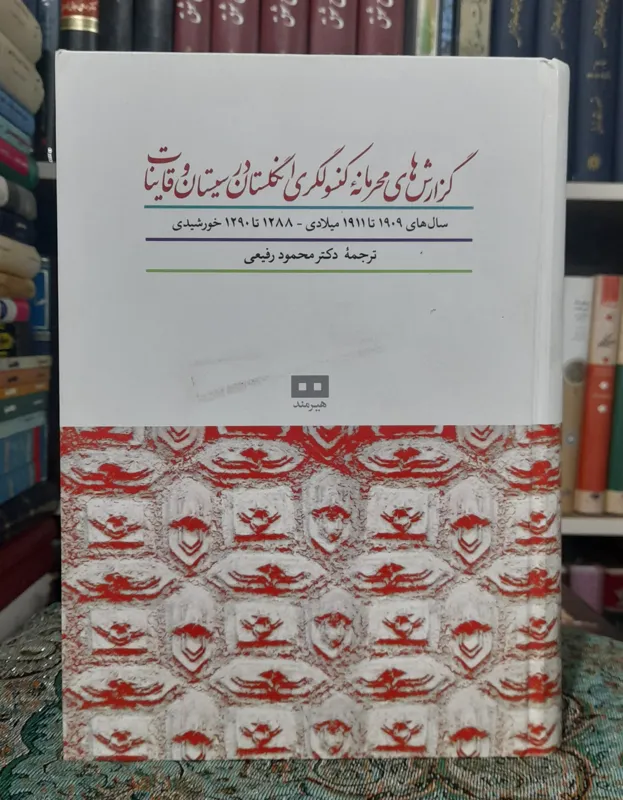 گزارش‌های محرمانهٔ کنسولگری انگلستان در سیستان و قاینات
سال‌های ۱۹۰۹ تا ۱۹۱۱ میلادی - ۱۲۸۸ تا ۱۲۹۰ خورشیدی
ترجمهٔ دکتر محمود رفیعی
هیرمند